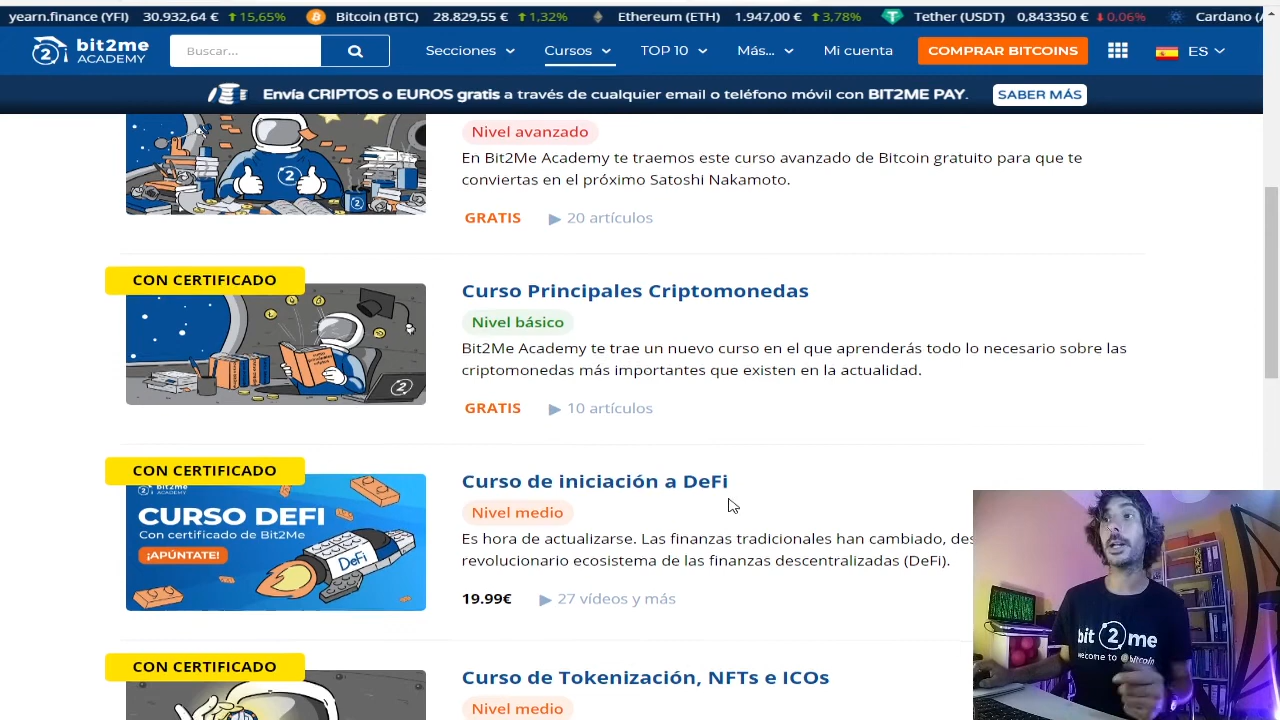 yearn.finance (YFI) 30.932,64 € ↑ 15,65% Bitcoin (BTC) 28.829,55 € ↑ 1,32% Ethereum (ETH) 1.947,00 € ↑ 3,78% Tether (USDT) 0,843350 € ↓ 0,06% Cardano (A
bit2me ACADEMY
Buscar...
Secciones Cursos TOP 10 Más... Mi cuenta COMPRAR BITCOINS ES
Envía CRIPTOS o EUROS gratis a través de cualquier email o teléfono móvil con BIT2ME PAY. SABER MÁS
Nivel avanzado
En Bit2Me Academy te traemos este curso avanzado de Bitcoin gratuito para que te
conviertas en el próximo Satoshi Nakamoto.
GRATIS ▶ 20 artículos
CON CERTIFICADO
Curso Principales Criptomonedas
Nivel básico
Bit2Me Academy te trae un nuevo curso en el que aprenderás todo lo necesario sobre las
criptomonedas más importantes que existen en la actualidad.
GRATIS ▶ 10 artículos
CON CERTIFICADO
bit2me
ACADEMY
CURSO DEFI
Con certificado de Bit2Me
¡APÚNTATE!
DeFi
Curso de iniciación a DeFi
Nivel medio
Es hora de actualizarse. Las finanzas tradicionales han cambiado, des
revolucionario ecosistema de las finanzas descentralizadas (DeFi).
19.99€ ▶ 27 vídeos y más
CON CERTIFICADO
Curso de Tokenización, NFTs e ICOs
Nivel medio
bit2me
welcome to bitcoin